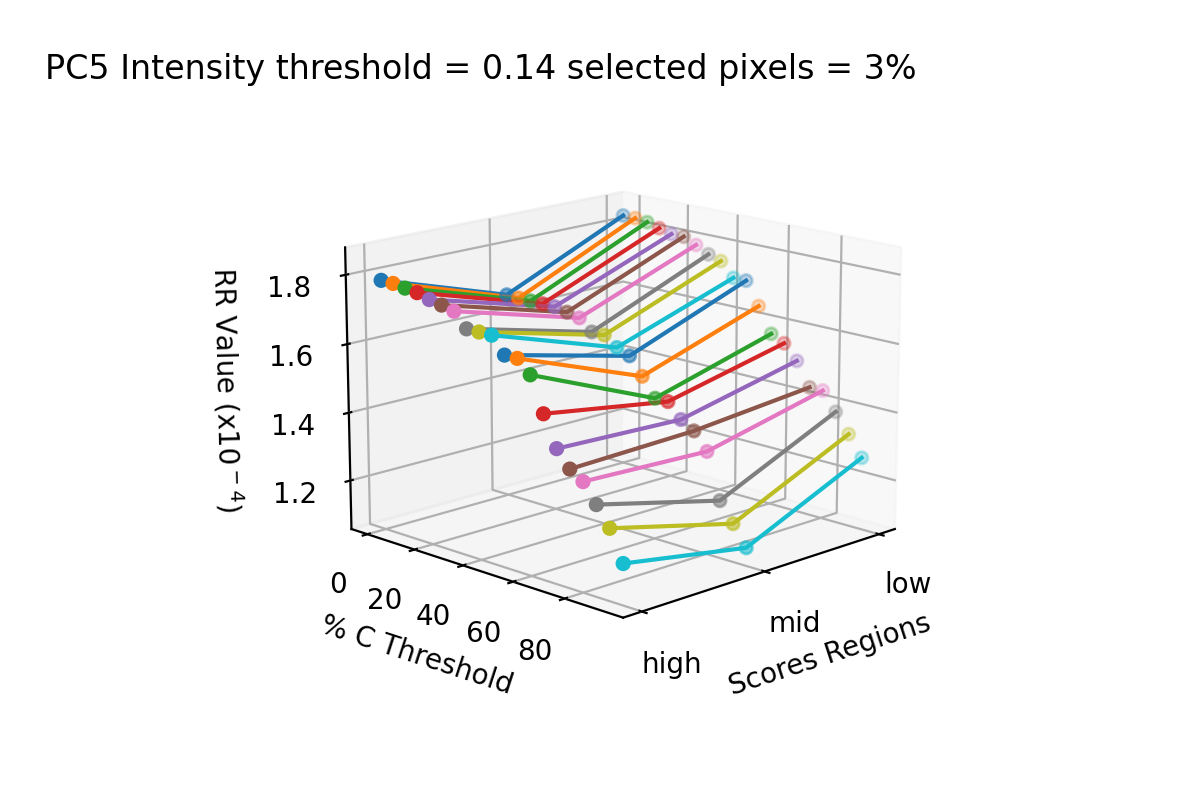 PC5 Intensity threshold = 0.14 selected pixels = 3%
RR Value (x10⁻⁴)
1.8
1.6
1.4
1.2
0
20
40
60
80
% C Threshold
high
mid
low
Scores Regions